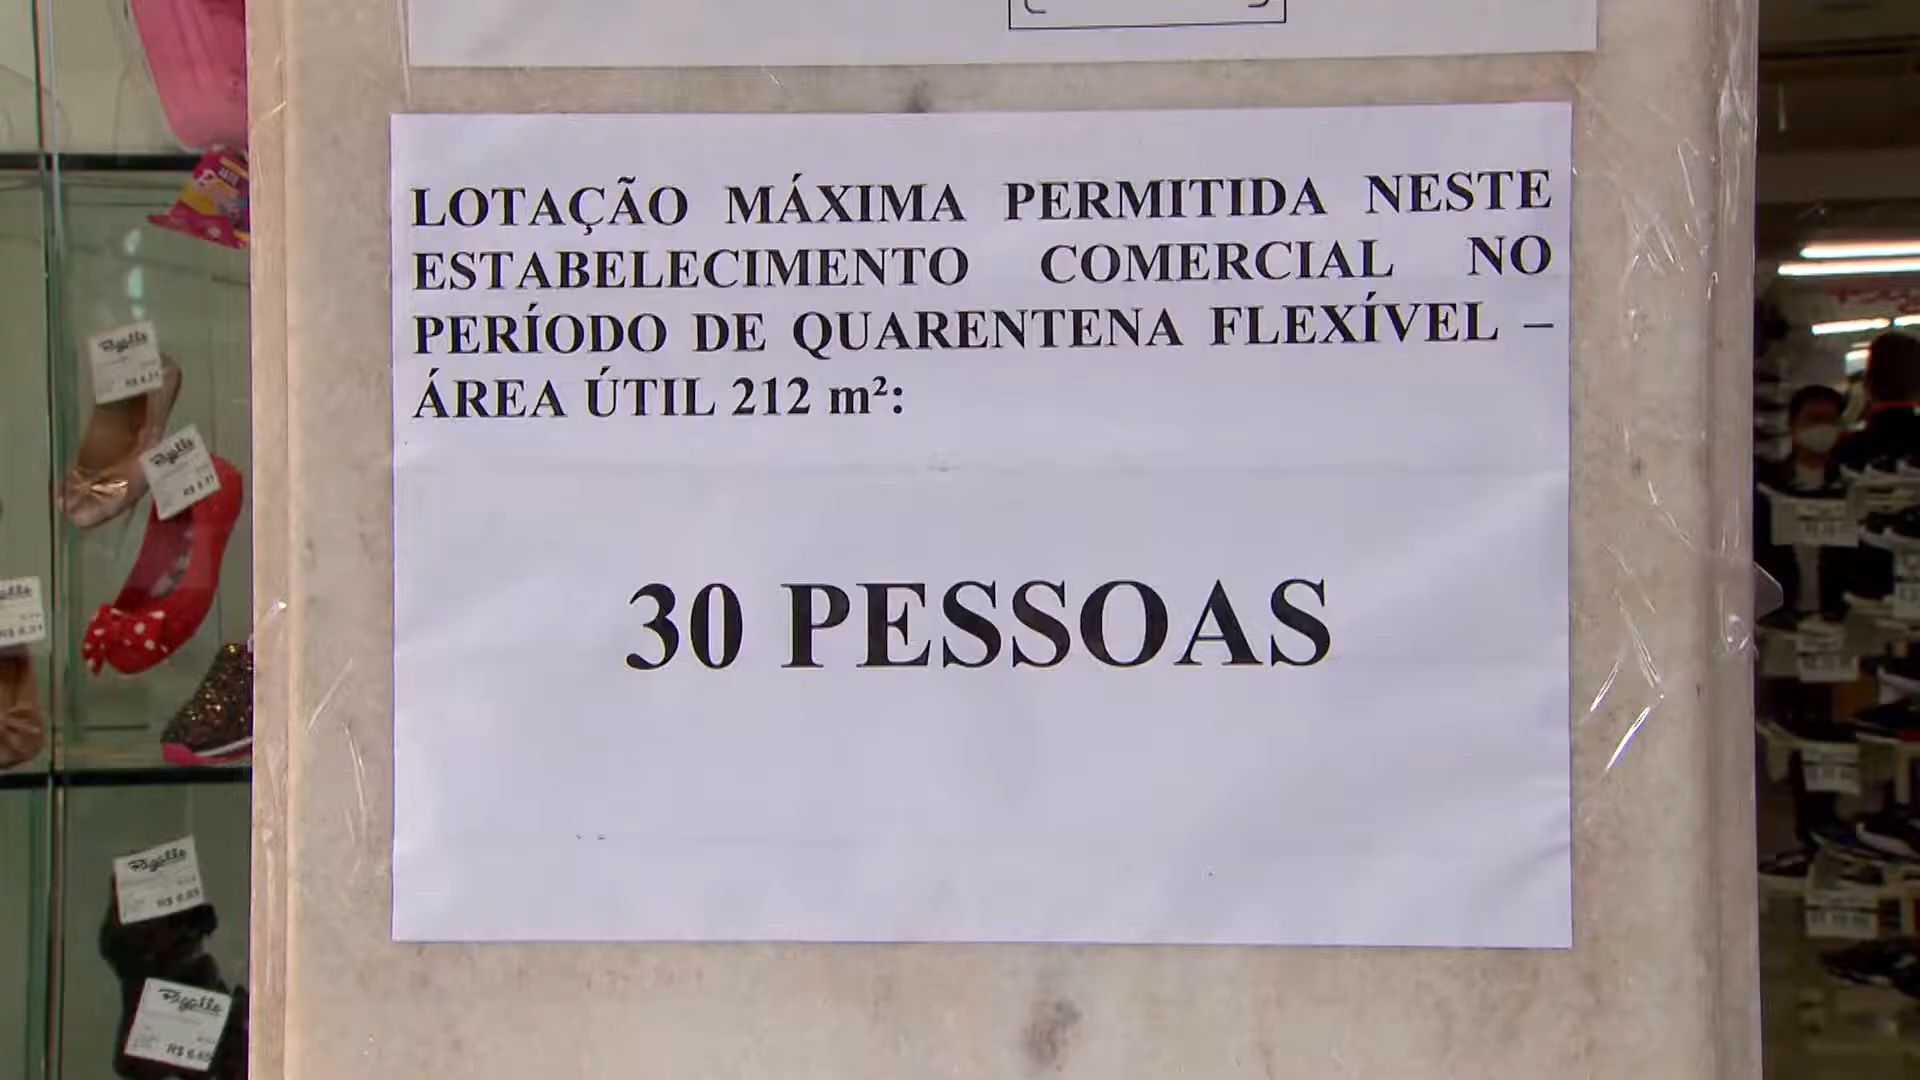 LOTAÇÃO MÁXIMA PERMITIDA NESTE
ESTABELECIMENTO COMERCIAL NO
PERÍODO DE QUARENTENA FLEXÍVEL –
ÁREA ÚTIL 212 m²:
30 PESSOAS